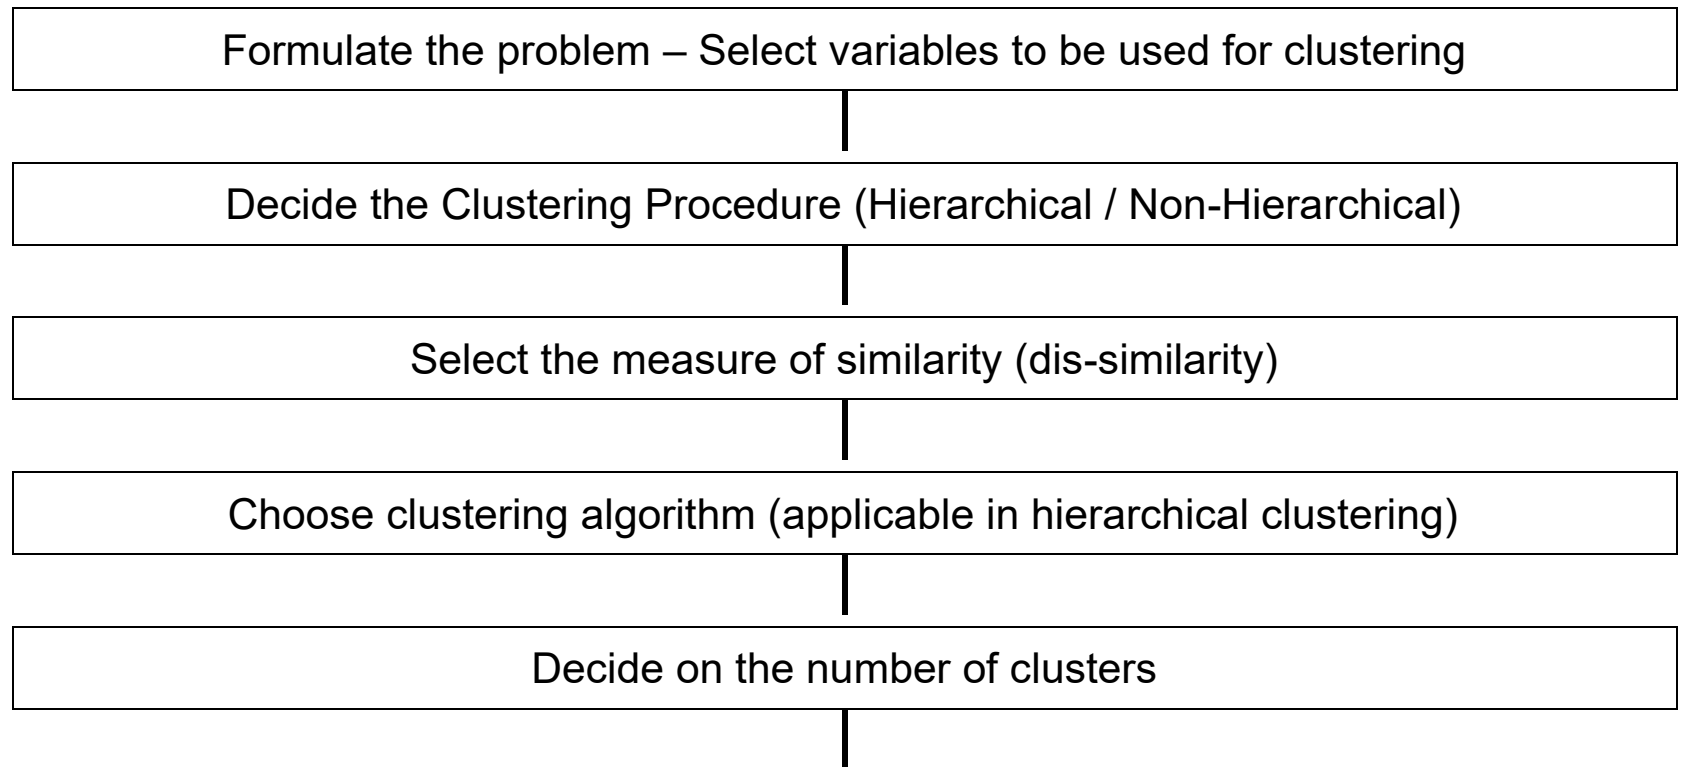 Formulate the problem – Select variables to be used for clustering
Decide the Clustering Procedure (Hierarchical / Non-Hierarchical)
Select the measure of similarity (dis-similarity)
Choose clustering algorithm (applicable in hierarchical clustering)
Decide on the number of clusters